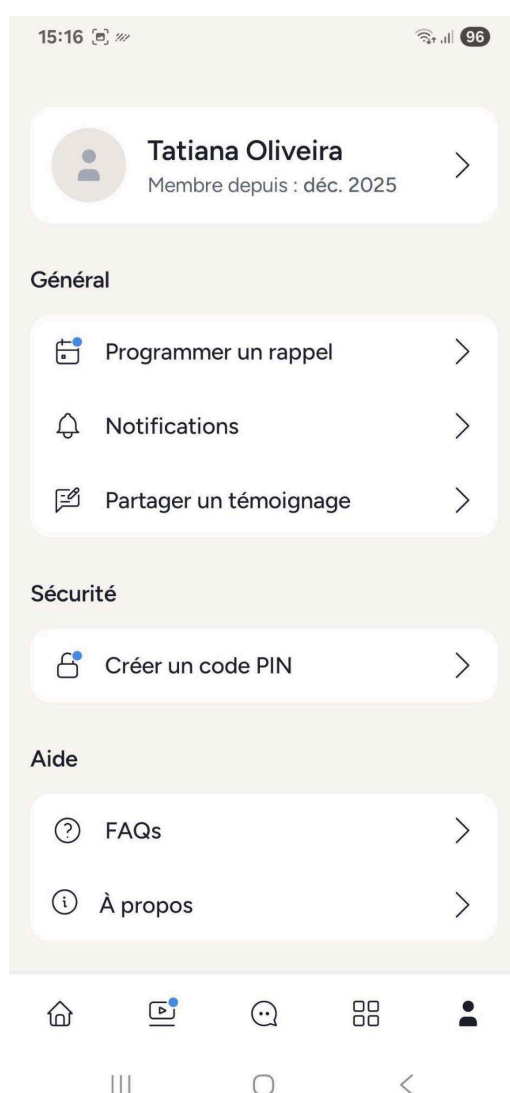 15:16
96
Tatiana Oliveira
Membre depuis : déc. 2025
Général
Programmer un rappel
Notifications
Partager un témoignage
Sécurité
Créer un code PIN
Aide
FAQs
À propos